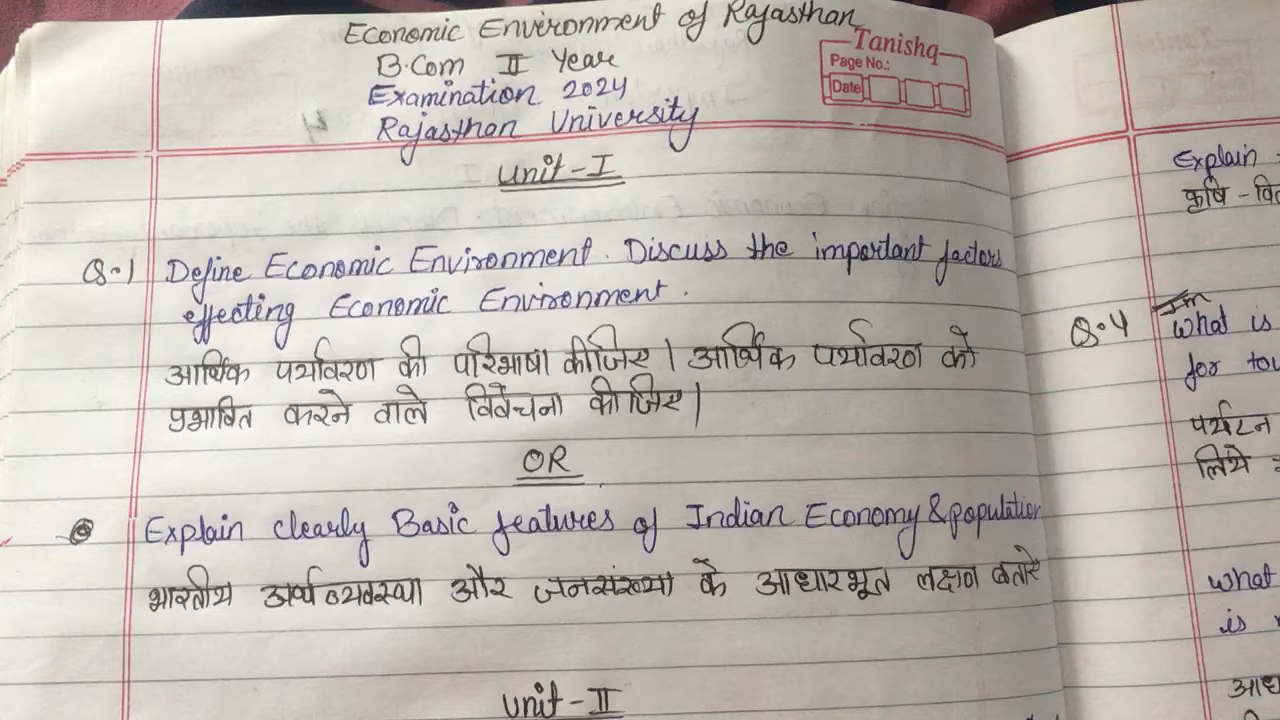 Economic Environment of Rajasthan
B.Com II Year
Examination 2024
Rajasthan University
Tanishq
Page No.:
Date
Unit-I
Q.1 Define Economic Environment. Discuss the important factors
effecting Economic Environment.
आर्थिक पर्यावरण की परिभाषा कीजिए। आर्थिक पर्यावरण को
प्रभावित करने वाले विवेचना कीजिए।
OR
Explain clearly Basic features of Indian Economy & population
भारतीय अर्थव्यवस्था और जनसंख्या के आधारभूत लक्षण बताये
Unit-II
Explain
कृषि -
Q.4 What is
for
पर्यटन
लिये
what
is